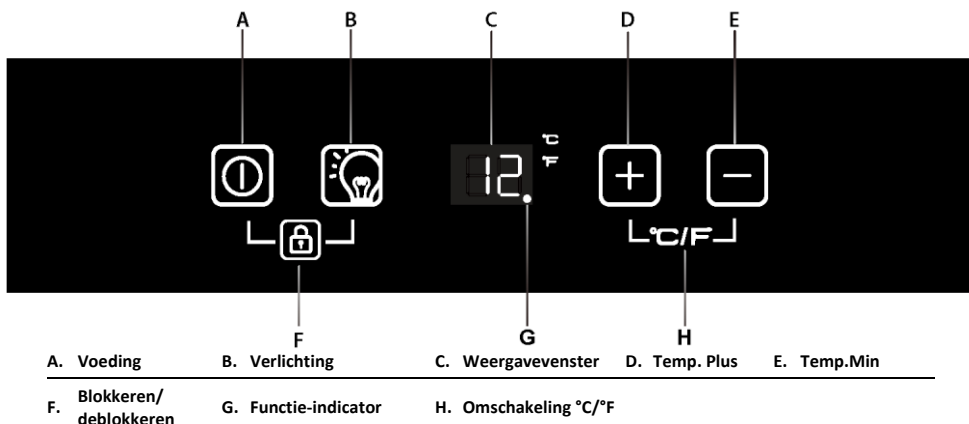 A B C D E
°C
°F
12.
°C/F
F G H
A. Voeding B. Verlichting C. Weergavevenster D. Temp. Plus E. Temp.Min
F. Blokkeren/
deblokkeren G. Functie-indicator H. Omschakeling °C/°F